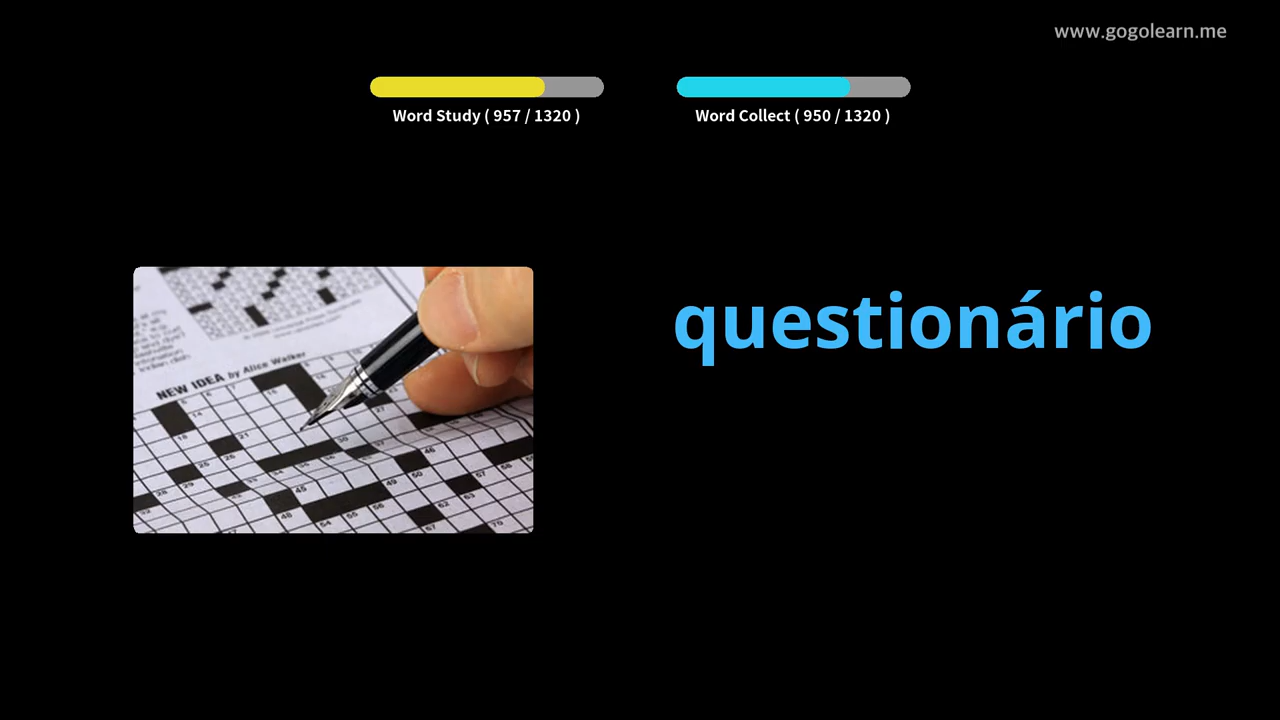 www.gogolearn.me
Word Study ( 957 / 1320 )
Word Collect ( 950 / 1320 )
questionário
NEW IDEA by Alice Walker